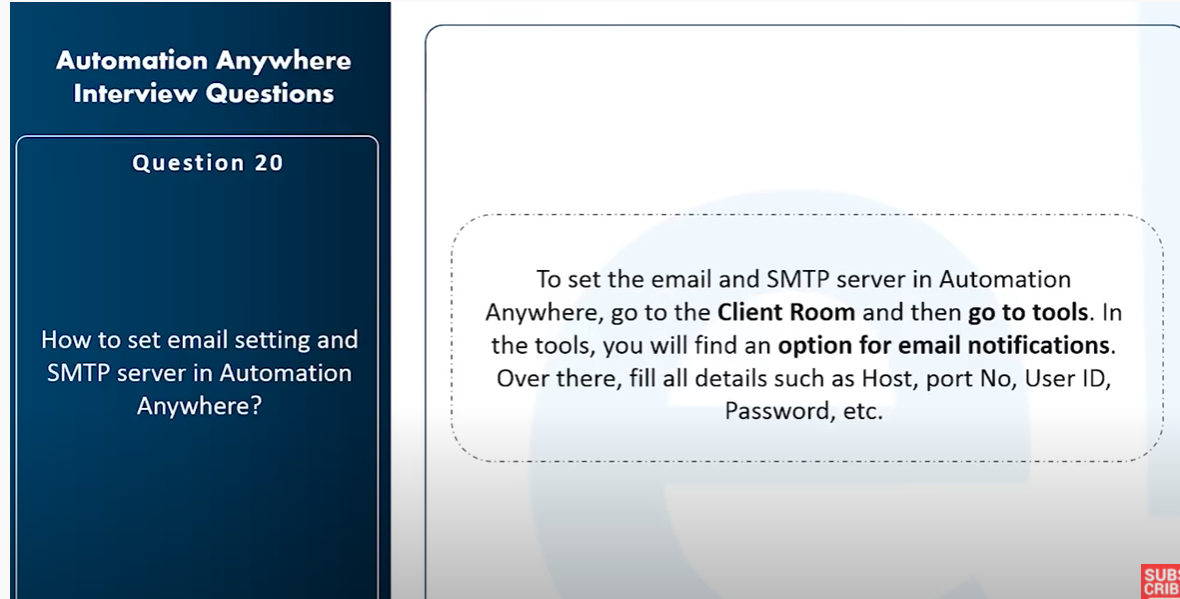 Automation Anywhere
Interview Questions
Question 20
How to set email setting and
SMTP server in Automation
Anywhere?
To set the email and SMTP server in Automation
Anywhere, go to the Client Room and then go to tools. In
the tools, you will find an option for email notifications.
Over there, fill all details such as Host, port No, User ID,
Password, etc.
SUBS
CRIB